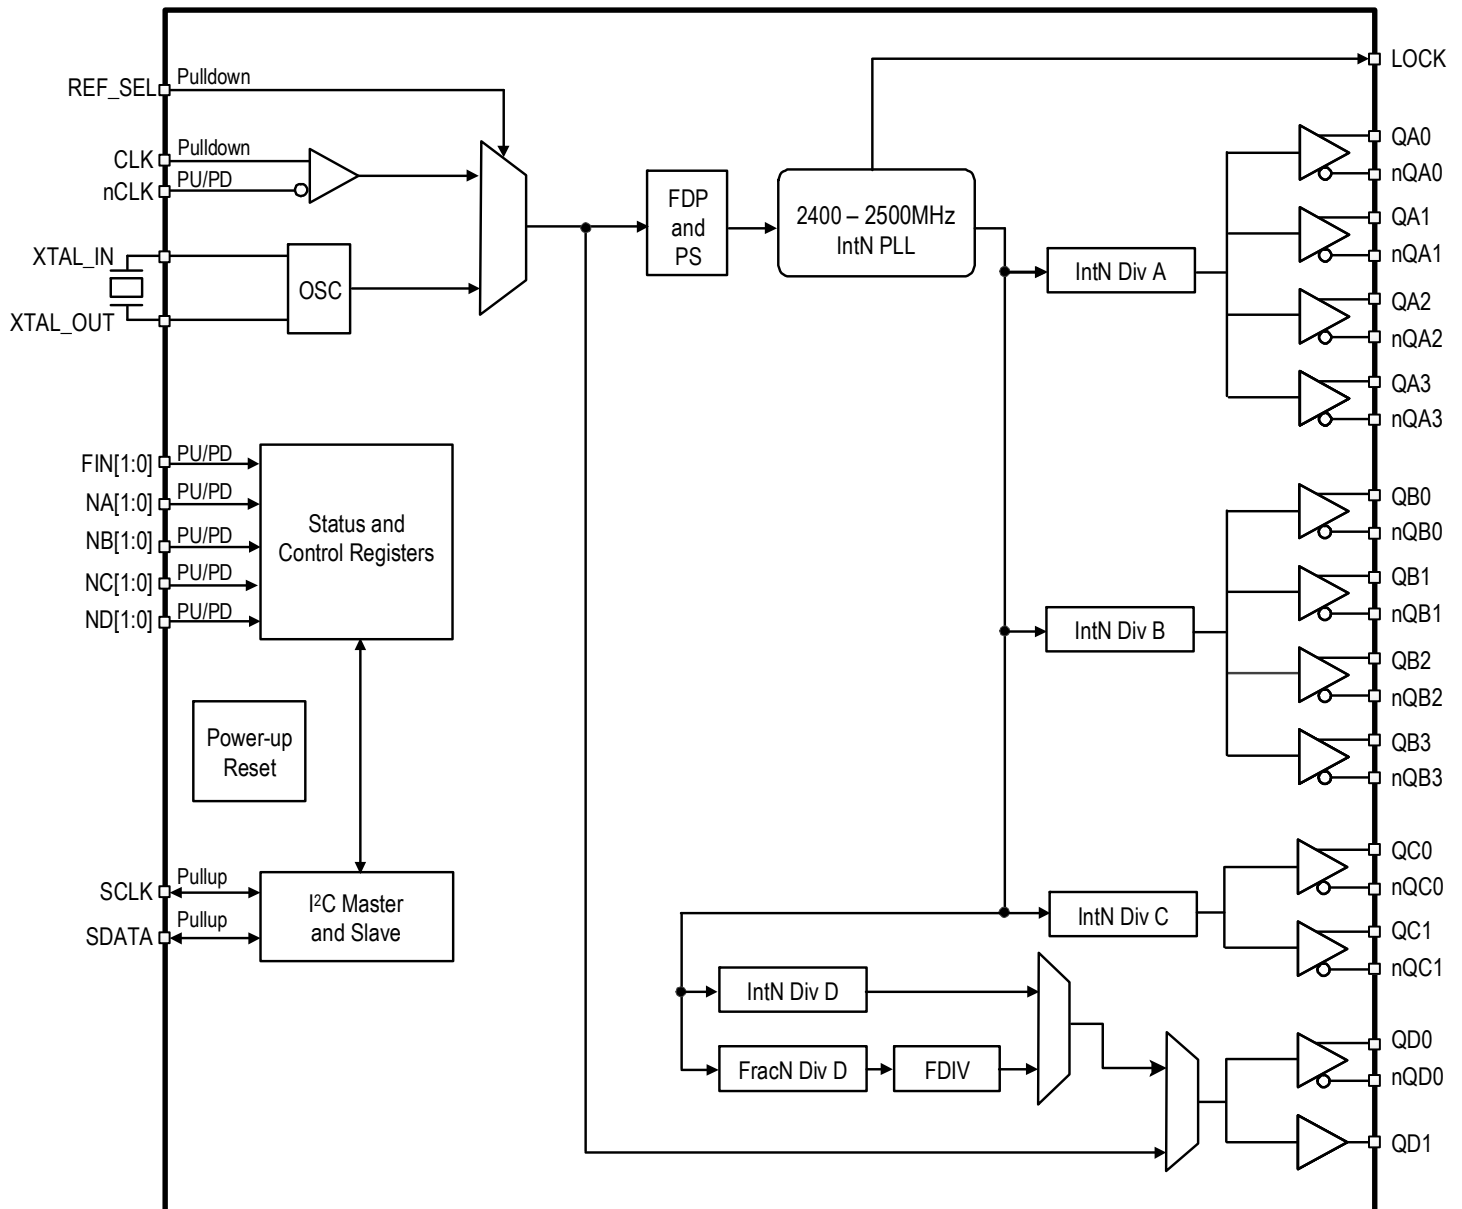 REF_SEL
Pulldown
CLK
Pulldown
nCLK
PU/PD
XTAL_IN
XTAL_OUT
OSC
FDP
and
PS
2400 – 2500MHz
IntN PLL
LOCK
IntN Div A
QA0
nQA0
QA1
nQA1
QA2
nQA2
QA3
nQA3
FIN[1:0]
PU/PD
NA[1:0]
PU/PD
NB[1:0]
PU/PD
NC[1:0]
PU/PD
ND[1:0]
PU/PD
Status and
Control Registers
IntN Div B
QB0
nQB0
QB1
nQB1
QB2
nQB2
QB3
nQB3
Power-up
Reset
SCLK
Pullup
SDATA
Pullup
I²C Master
and Slave
IntN Div C
QC0
nQC0
QC1
nQC1
IntN Div D
FracN Div D
FDIV
QD0
nQD0
QD1